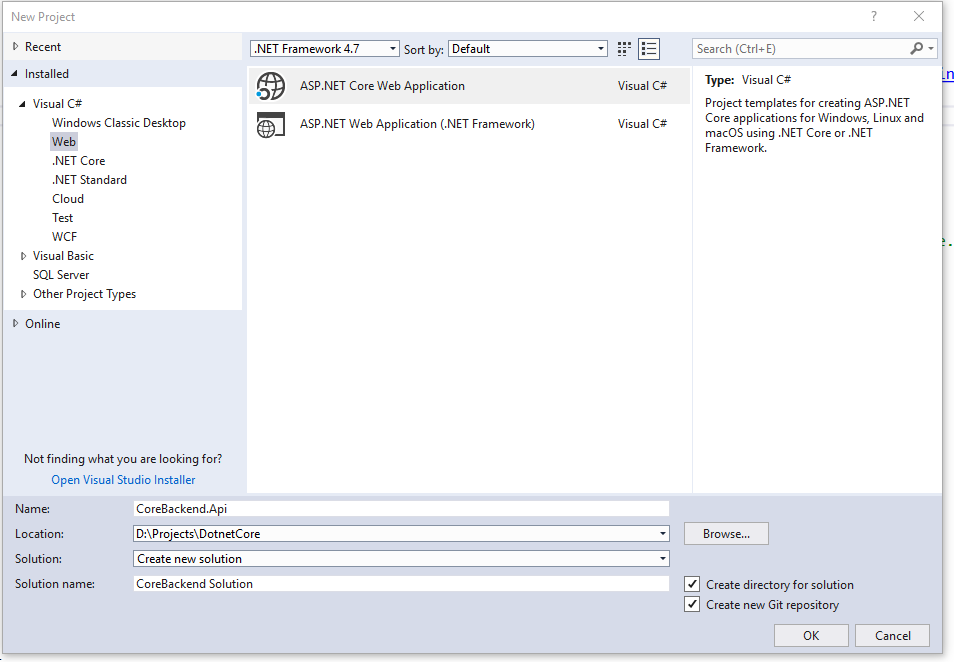 New Project
Recent
Installed
Visual C#
Windows Classic Desktop
Web
.NET Core
.NET Standard
Cloud
Test
WCF
Visual Basic
SQL Server
Other Project Types
Online
Not finding what you are looking for?
Open Visual Studio Installer
.NET Framework 4.7 Sort by: Default
Search (Ctrl+E)
ASP.NET Core Web Application Visual C#
ASP.NET Web Application (.NET Framework) Visual C#
Type: Visual C#
Project templates for creating ASP.NET
Core applications for Windows, Linux and
macOS using .NET Core or .NET
Framework.
Name: CoreBackend.Api
Location: D:\Projects\DotnetCore Browse...
Solution: Create new solution
Solution name: CoreBackend Solution
Create directory for solution
Create new Git repository
OK Cancel